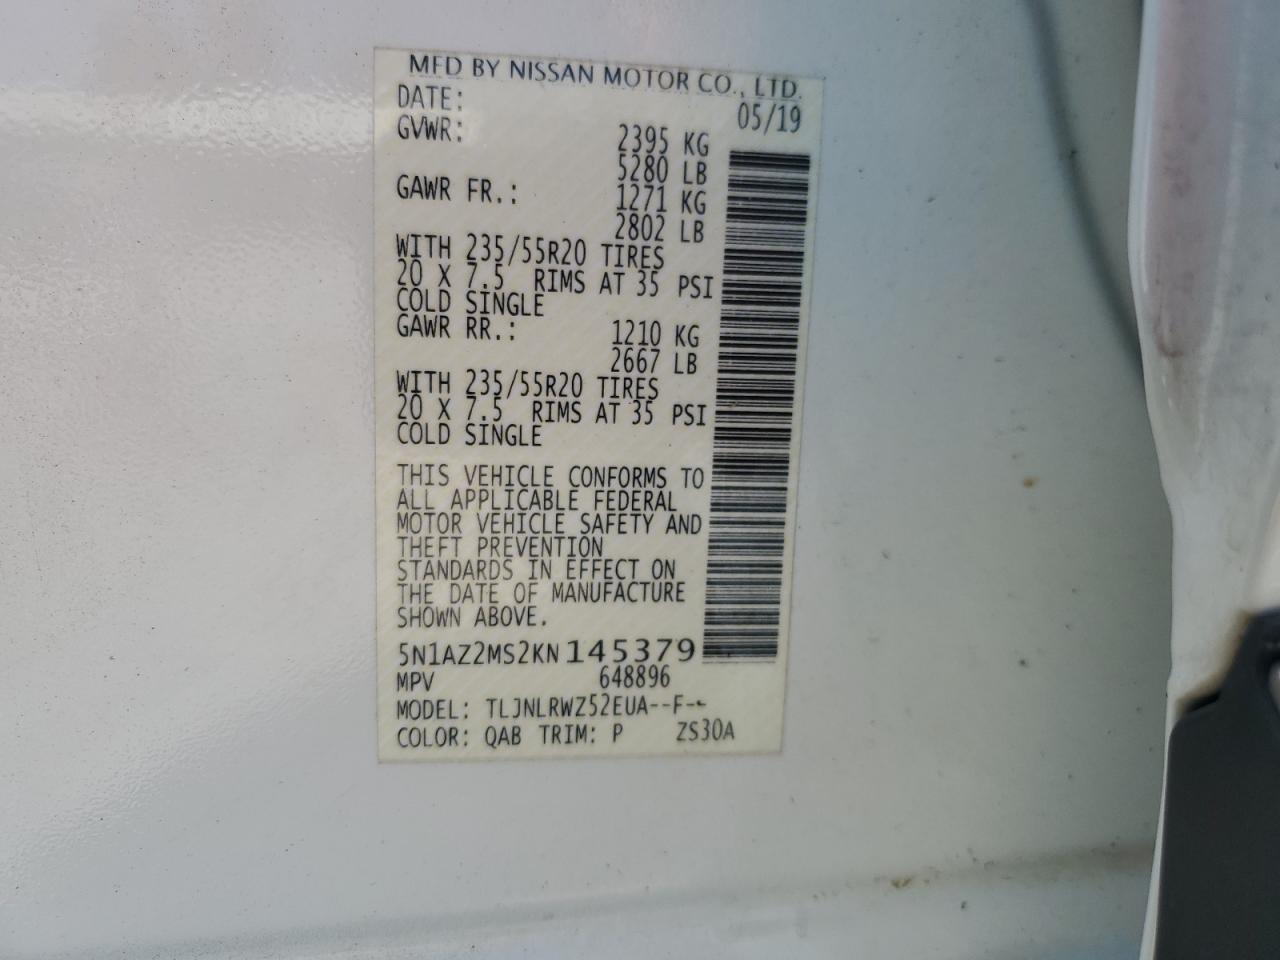 MFD BY NISSAN MOTOR CO., LTD.
DATE: 05/19
GVWR: 2395 KG
5280 LB
GAWR FR.: 1271 KG
2802 LB
WITH 235/55R20 TIRES
20 X 7.5 RIMS AT 35 PSI
COLD SINGLE
GAWR RR.: 1210 KG
2667 LB
WITH 235/55R20 TIRES
20 X 7.5 RIMS AT 35 PSI
COLD SINGLE
THIS VEHICLE CONFORMS TO
ALL APPLICABLE FEDERAL
MOTOR VEHICLE SAFETY AND
THEFT PREVENTION
STANDARDS IN EFFECT ON
THE DATE OF MANUFACTURE
SHOWN ABOVE.
5N1AZ2MS2KN145379
MPV 648896
MODEL: TLJNLRWZ52EUA--F--
COLOR: QAB TRIM: P ZS30A